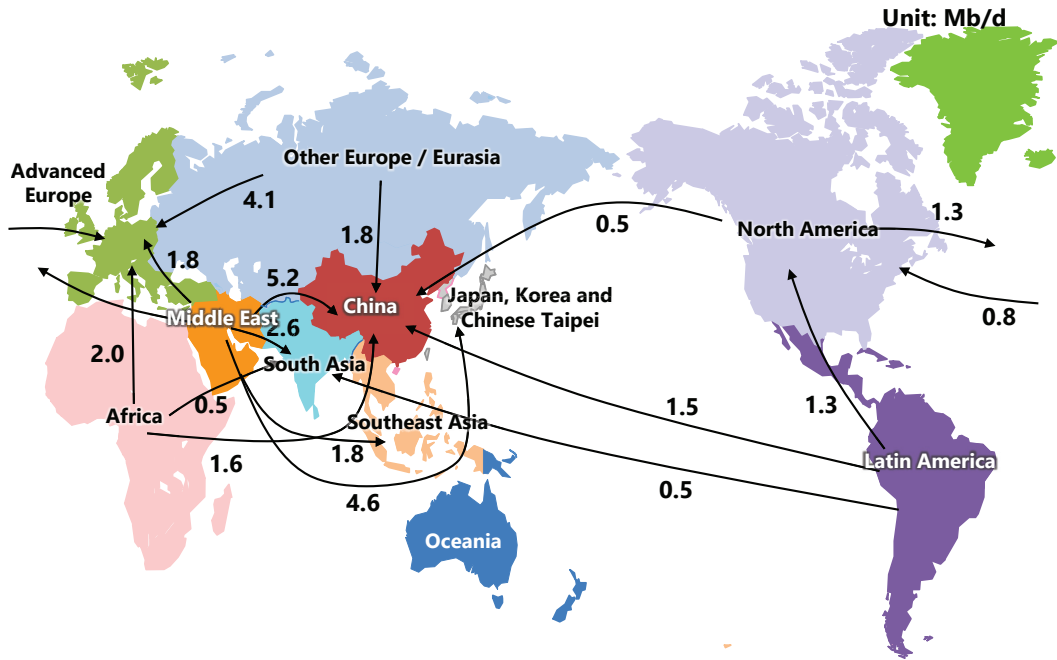 Unit: Mb/d
Other Europe / Eurasia
Advanced
Europe
4.1
0.5
1.3
North America
1.8
1.8
5.2
China
Japan, Korea and
Chinese Taipei
Middle East
2.6
0.8
2.0
South Asia
0.5
Africa
Southeast Asia
1.5
1.3
1.8
1.6
Latin America
4.6
0.5
Oceania